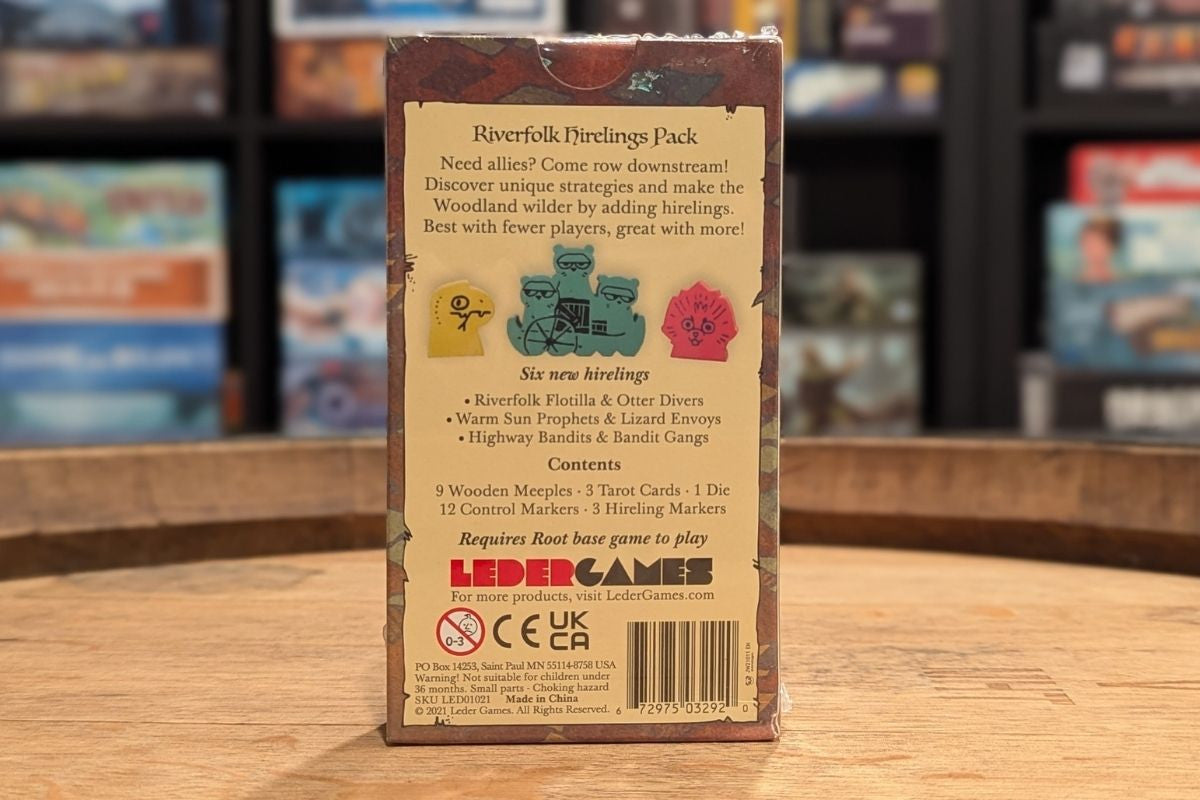 Riverfolk Hirelings Pack
Need allies? Come row downstream!
Discover unique strategies and make the
Woodland wilder by adding hirelings.
Best with fewer players, great with more!
Six new hirelings
• Riverfolk Flotilla & Otter Divers
• Warm Sun Prophets & Lizard Envoys
• Highway Bandits & Bandit Gangs
Contents
9 Wooden Meeples · 3 Tarot Cards · 1 Die
12 Control Markers · 3 Hireling Markers
Requires Root base game to play
LEDERGAMES
For more products, visit LederGames.com
0-3 CE UK
CA
PO Box 14253, Saint Paul MN 55114-8758 USA
Warning! Not suitable for children under
36 months. Small parts · Choking hazard
SKU LED01021 Made in China
© 2021 Leder Games. All Rights Reserved.
6 72975 03292 0